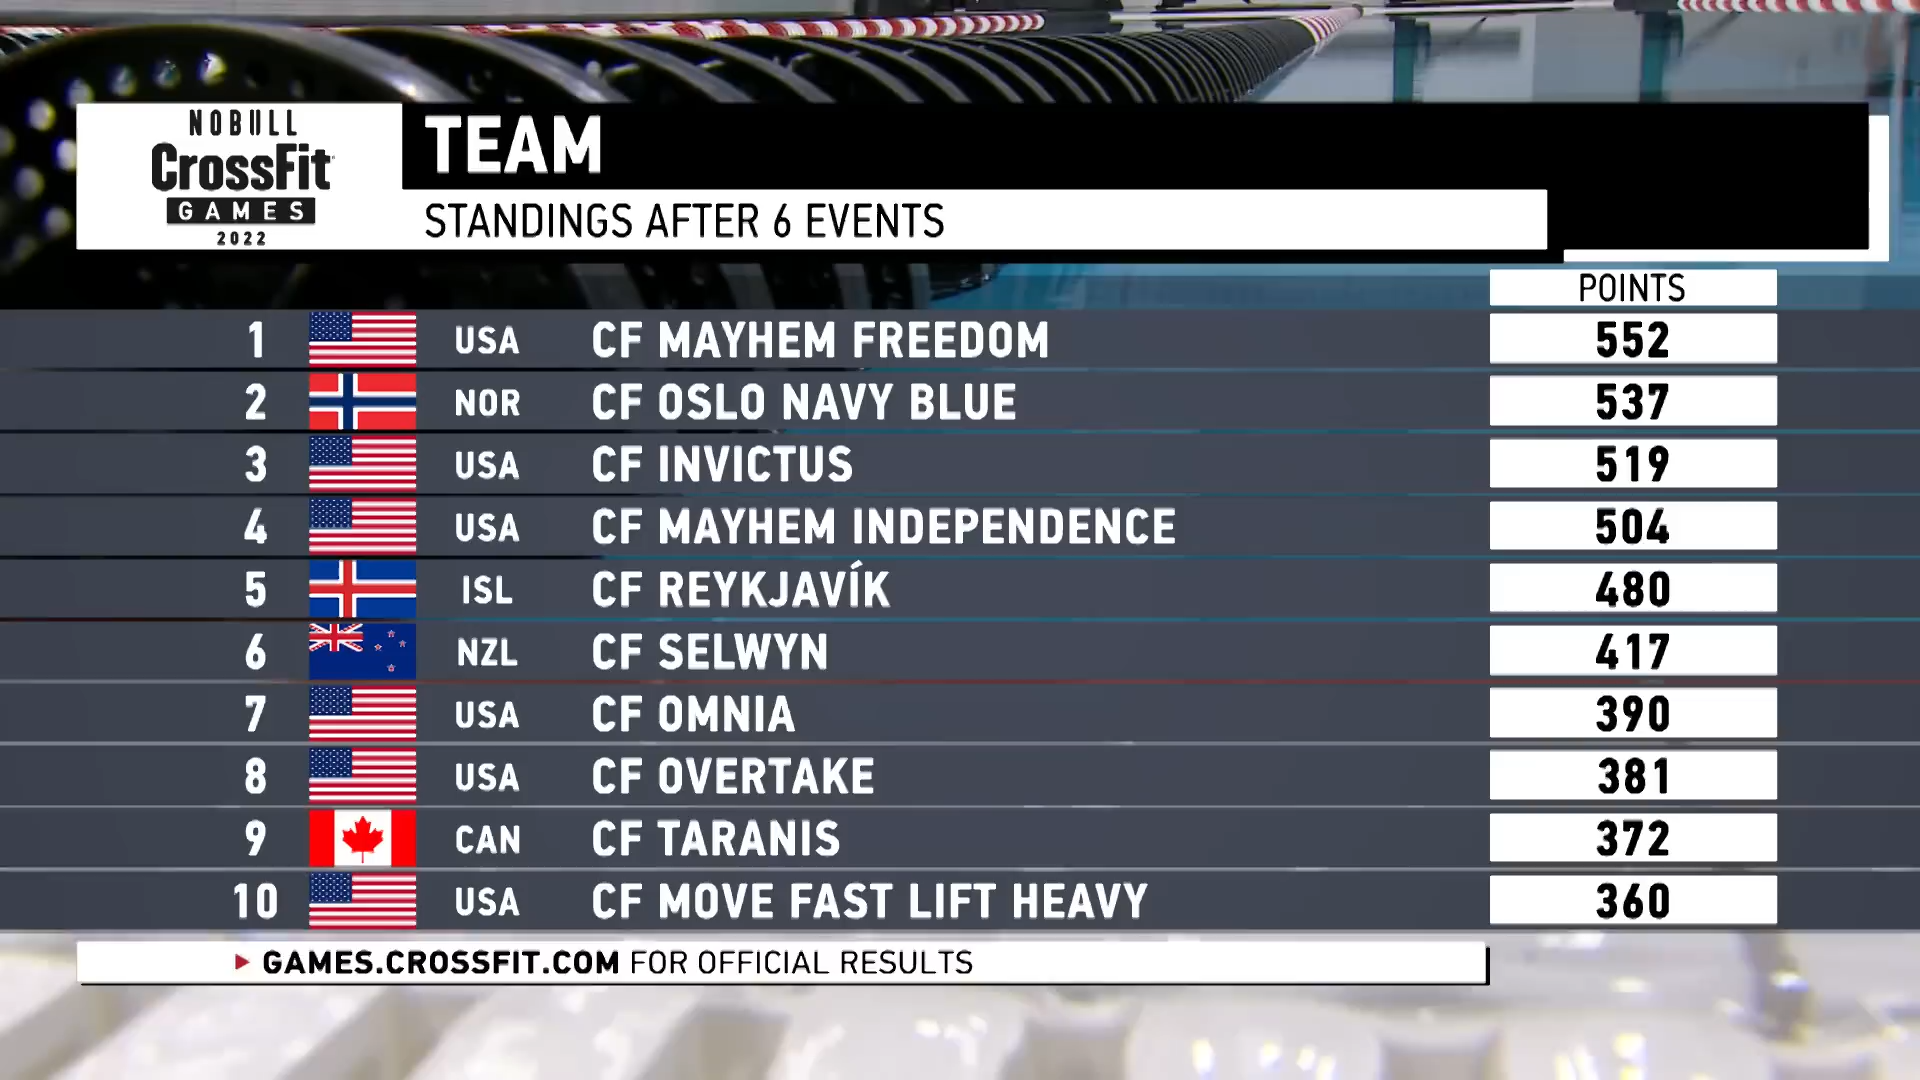 NOBULL
CrossFit
GAMES
2022
TEAM
STANDINGS AFTER 6 EVENTS
POINTS
1 USA CF MAYHEM FREEDOM 552
2 NOR CF OSLO NAVY BLUE 537
3 USA CF INVICTUS 519
4 USA CF MAYHEM INDEPENDENCE 504
5 ISL CF REYKJAVÍK 480
6 NZL CF SELWYN 417
7 USA CF OMNIA 390
8 USA CF OVERTAKE 381
9 CAN CF TARANIS 372
10 USA CF MOVE FAST LIFT HEAVY 360
GAMES.CROSSFIT.COM FOR OFFICIAL RESULTS